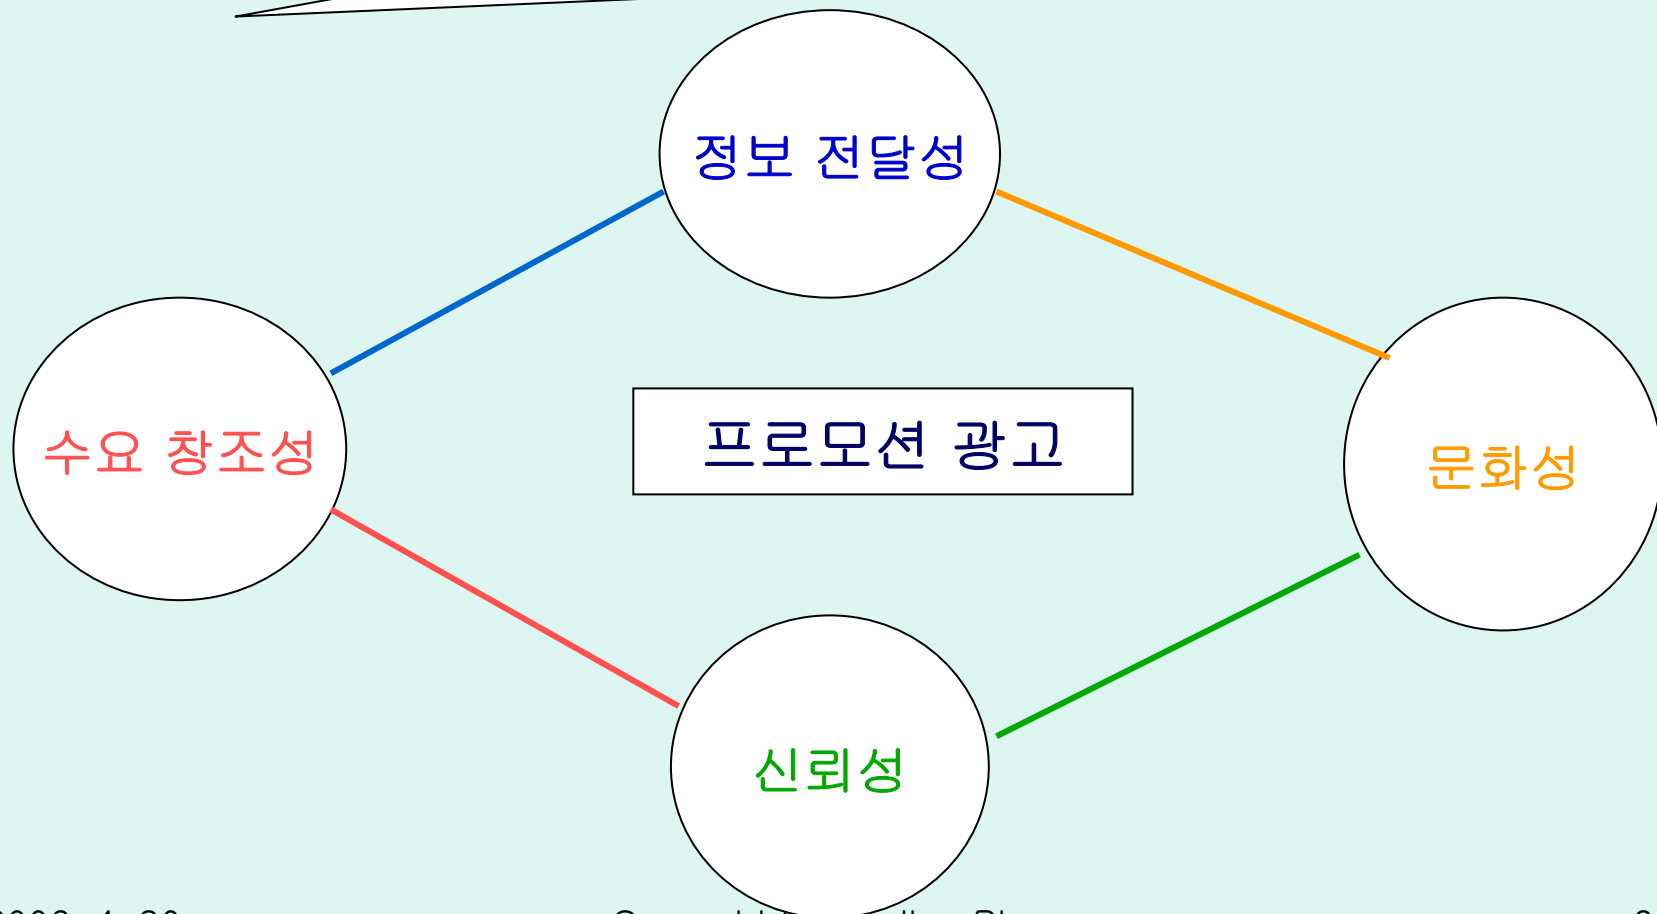 정보 전달성
수요 창조성
프로모션 광고
문화성
신뢰성